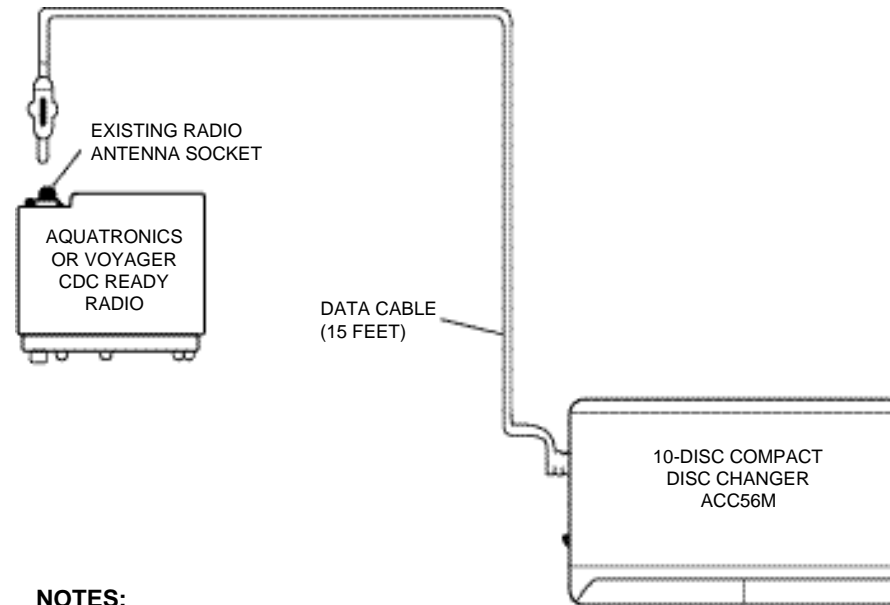 EXISTING RADIO
ANTENNA SOCKET
AQUATRONICS
OR VOYAGER
CDC READY
RADIO
DATA CABLE
(15 FEET)
10-DISC COMPACT
DISC CHANGER
ACC56M
NOTES: